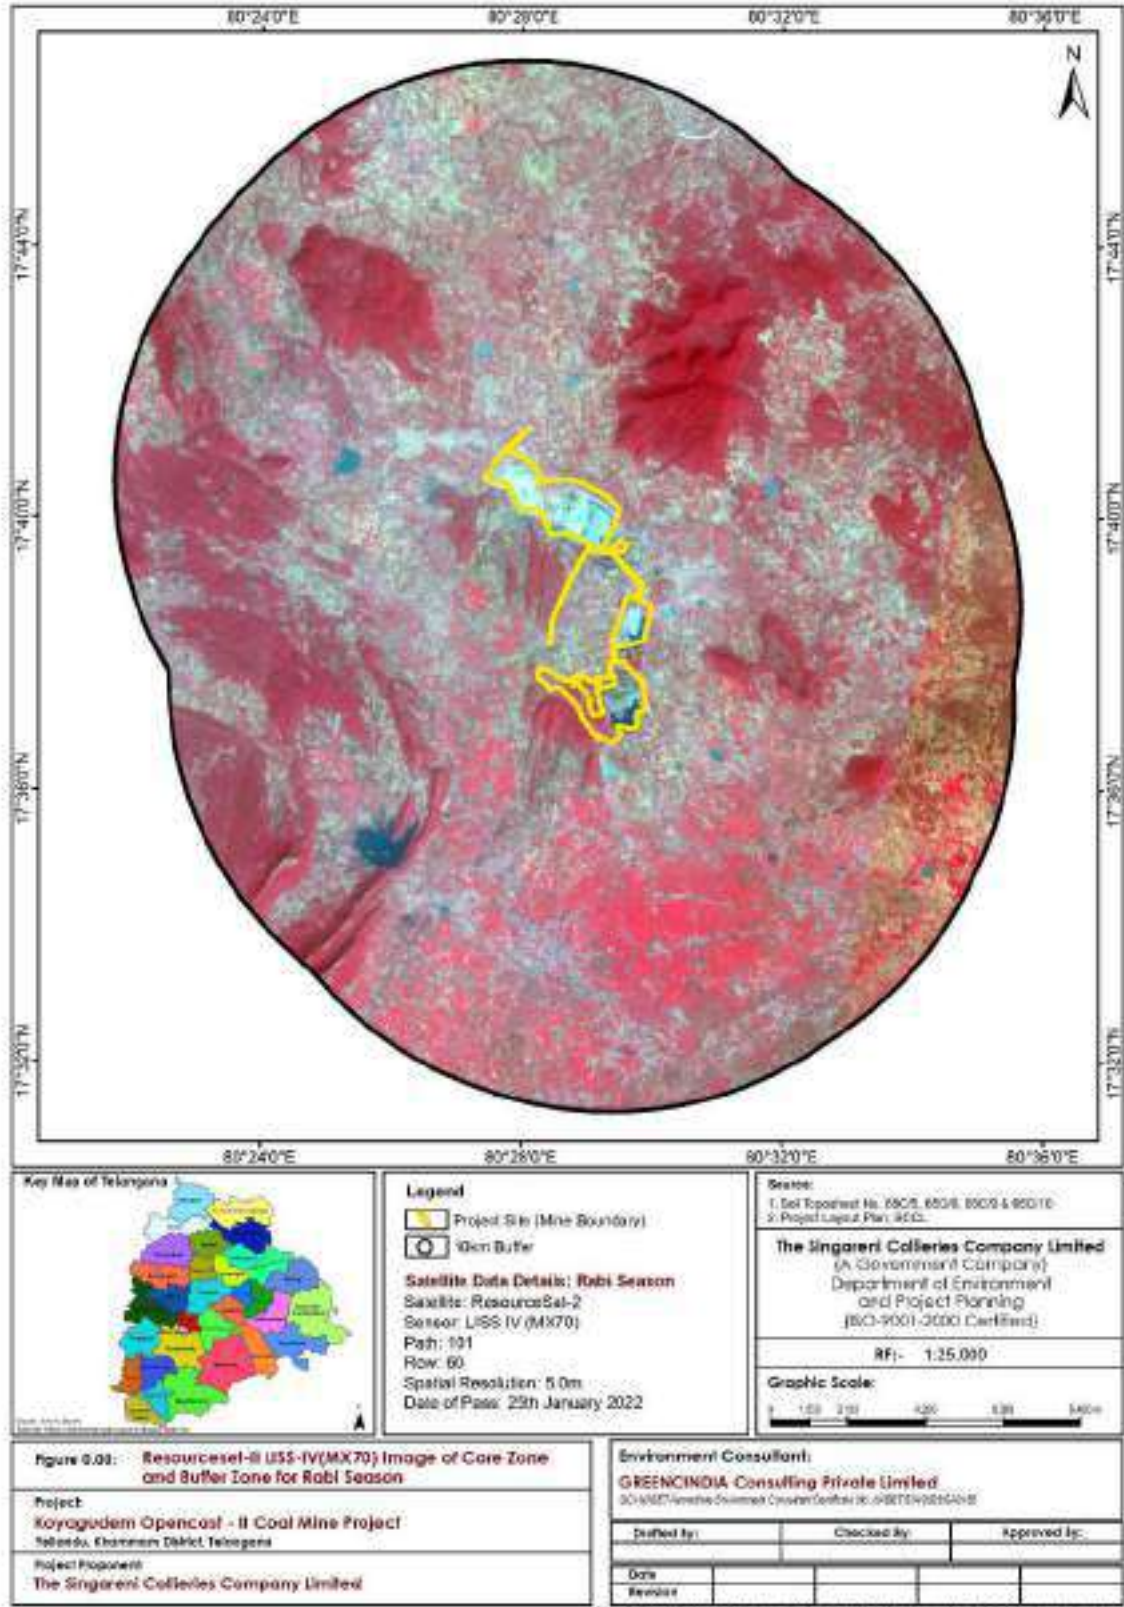 80°24'0"E 80°28'0"E 80°32'0"E 80°36'0"E
N
17°44'0"N 17°44'0"N
17°40'0"N 17°40'0"N
17°36'0"N 17°36'0"N
17°32'0"N 17°32'0"N
80°24'0"E 80°28'0"E 80°32'0"E 80°36'0"E
Key Map of Telangana
Legend
Project Site (Mine Boundary)
10km Buffer
Satellite Data Details: Rabi Season
Satellite: ResourceSat-2
Sensor: LISS IV (MX70)
Path: 101
Row: 60
Spatial Resolution: 5.0m
Date of Pass: 25th January 2022
Source:
2. Project Layout Plan:
The Singareni Collieries Company Limited
(A Government Company)
Department of Environment
and Project Planning
(ISO-9001-2000 Certified)
RF:- 1:25,000
Graphic Scale:
Figure 0.00: Resourceset-II LISS-IV(MX70) Image of Core Zone
and Buffer Zone for Rabi Season
Project:
Koyagudem Opencast - II Coal Mine Project
Yellandu, Khammam District, Telangana
Project Proponent
The Singareni Collieries Company Limited
Environment Consultant:
GREENCINDIA Consulting Private Limited
Drafted By: Checked By: Approved By:
Date
Revision